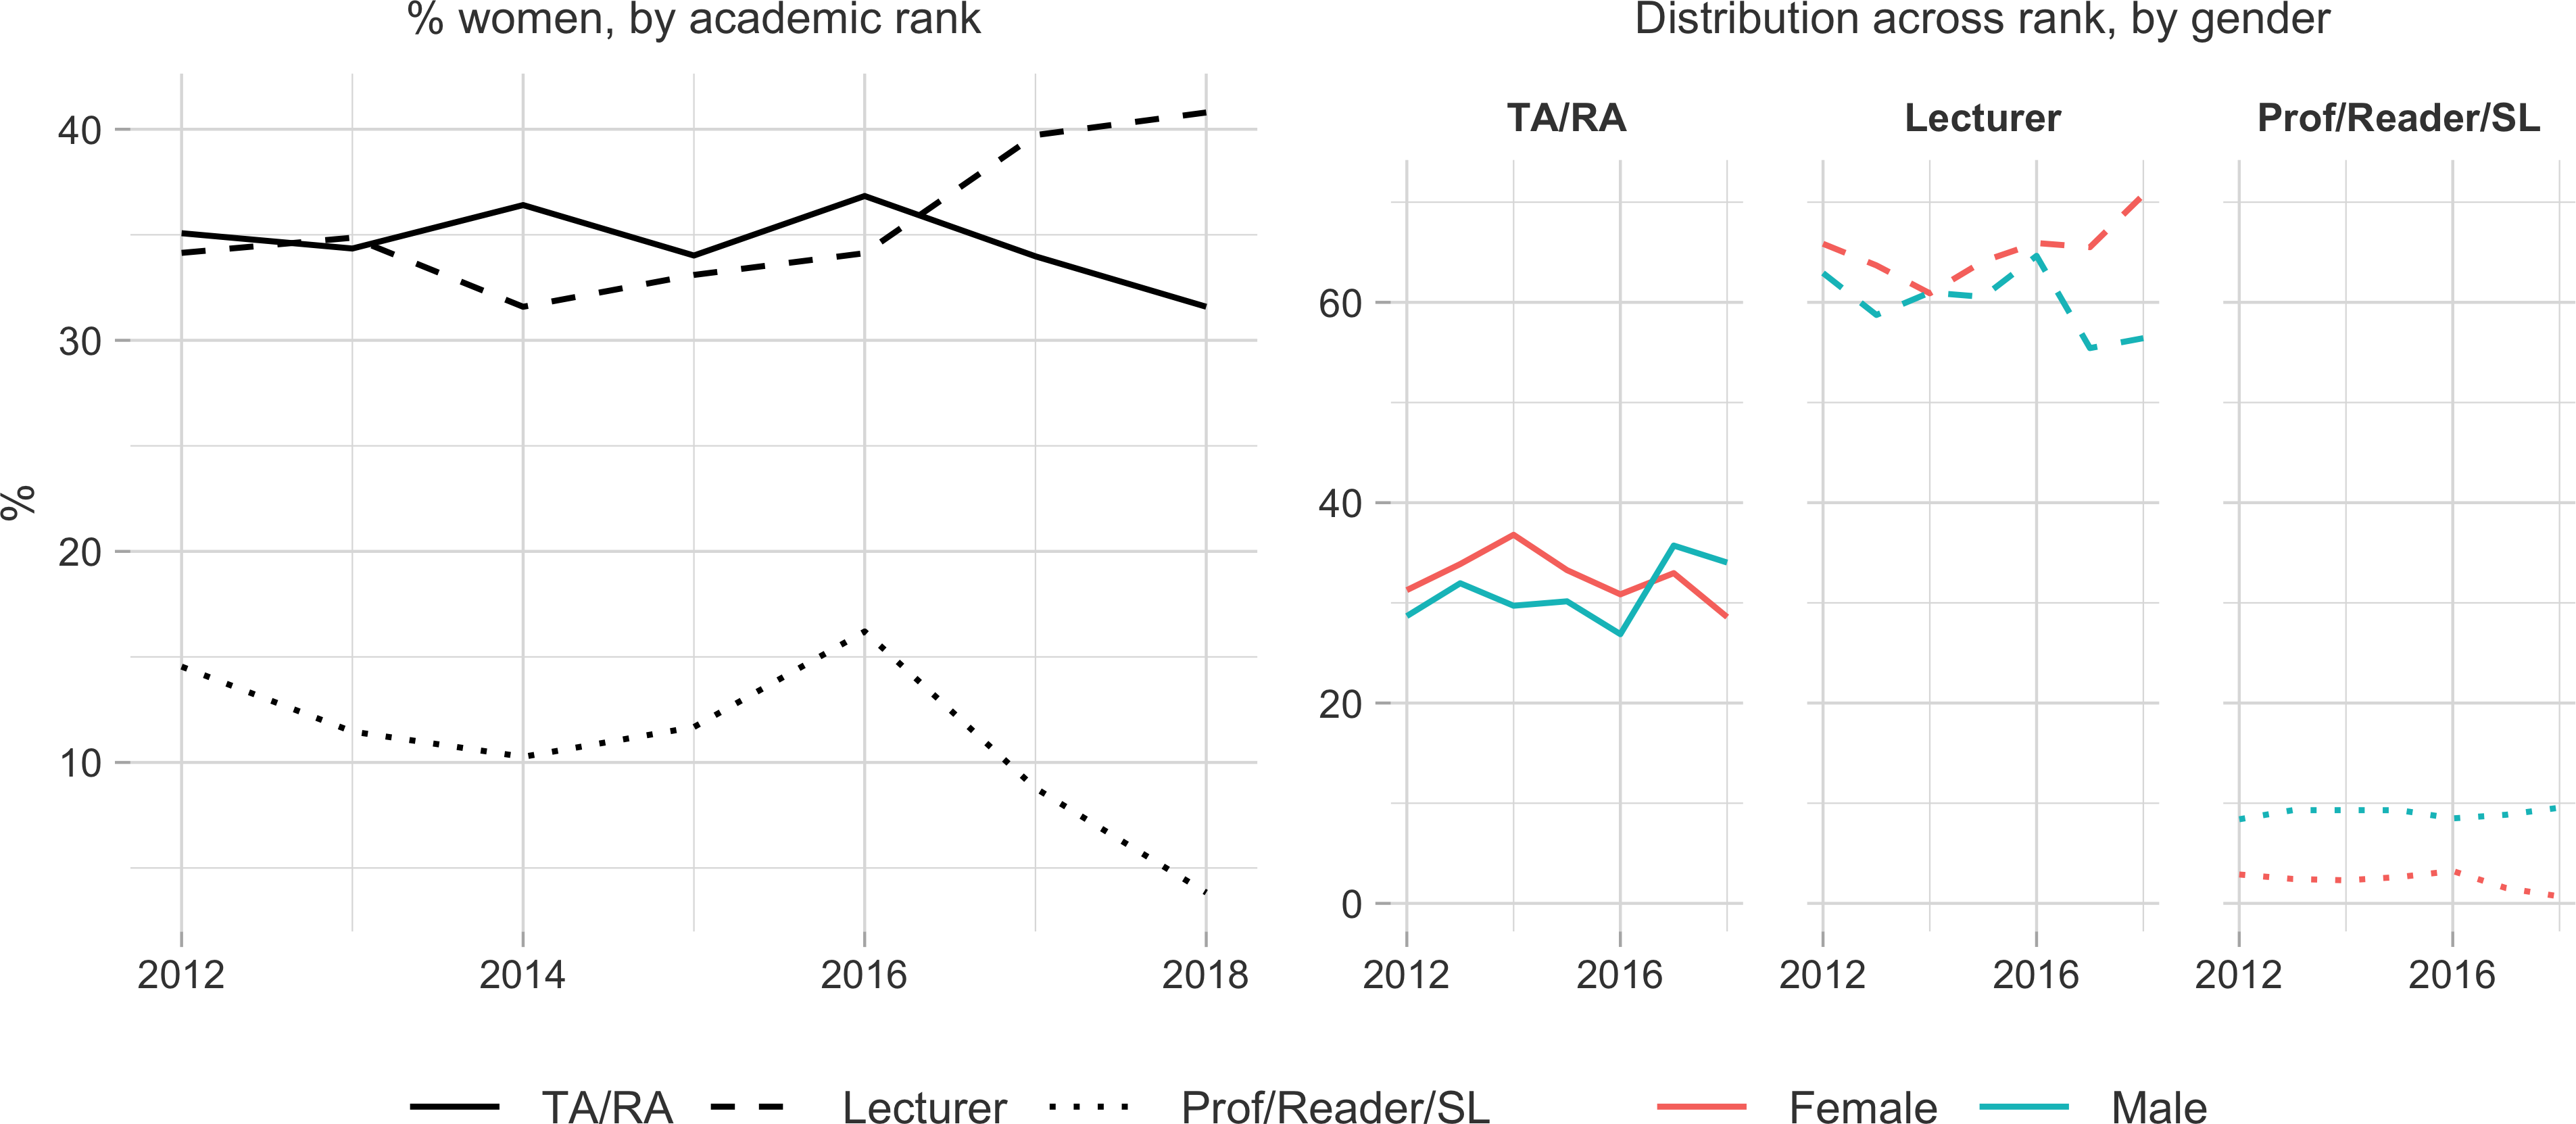 % women, by academic rank
Distribution across rank, by gender
TA/RA
Lecturer
Prof/Reader/SL
40
30
20
10
%
2012
2014
2016
2018
60
40
20
0
2012
2016
2012
2016
2012
2016
TA/RA
Lecturer
Prof/Reader/SL
Female
Male